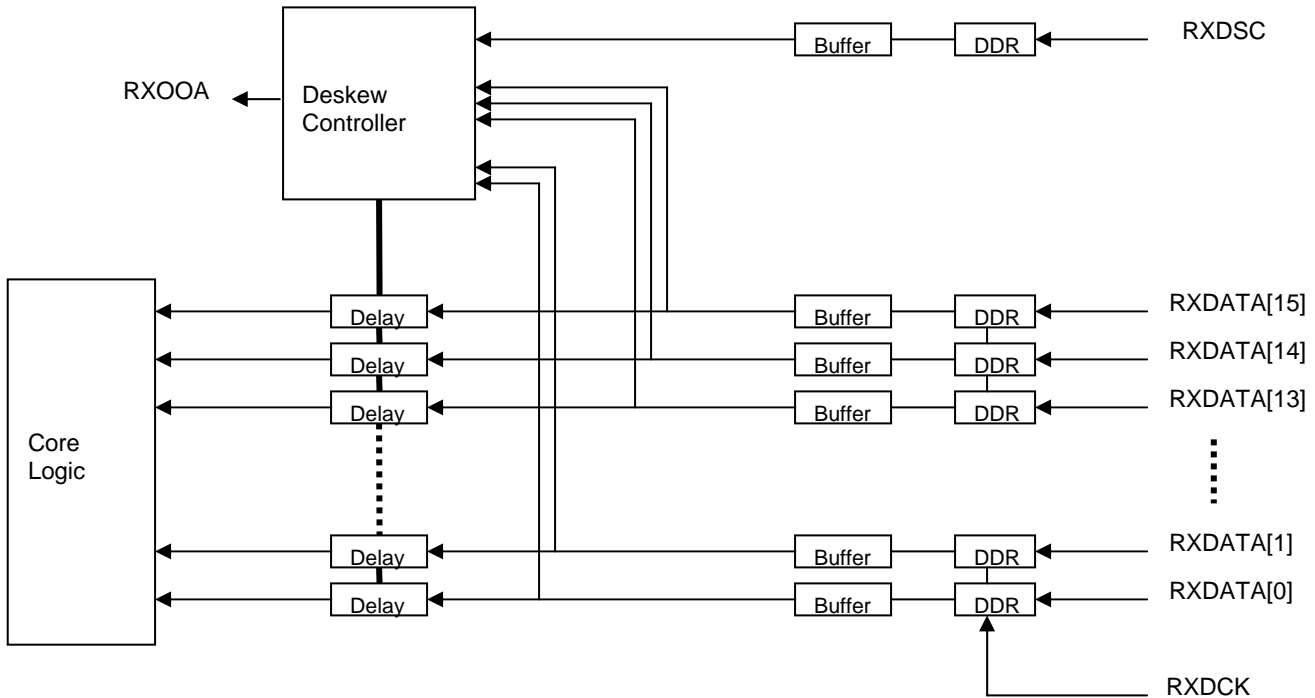 Buffer DDR RXDSC
RXOOA
Deskew
Controller
Delay Buffer DDR RXDATA[15]
Delay Buffer DDR RXDATA[14]
Delay Buffer DDR RXDATA[13]
Core
Logic
Delay Buffer DDR RXDATA[1]
Delay Buffer DDR RXDATA[0]
RXDCK